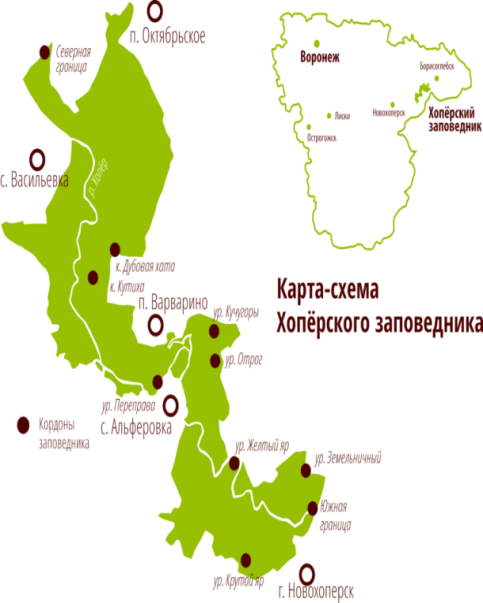 п. Октябрьское
Северная
граница
с. Васильевка
р. Хопёр
к. Дубовая хата
к. Кутиха
п. Варварино
ур. Кучугоры
ур. Отрог
ур. Переправа
с. Альферовка
Кордоны
заповедника
ур. Желтый яр
ур. Земельничный
Южная
граница
ур. Крутой яр
г. Новохоперск
Воронеж
Борисоглебск
Лиски
Новохоперск
Острогожск
Хопёрский
заповедник
Карта-схема
Хопёрского заповедника